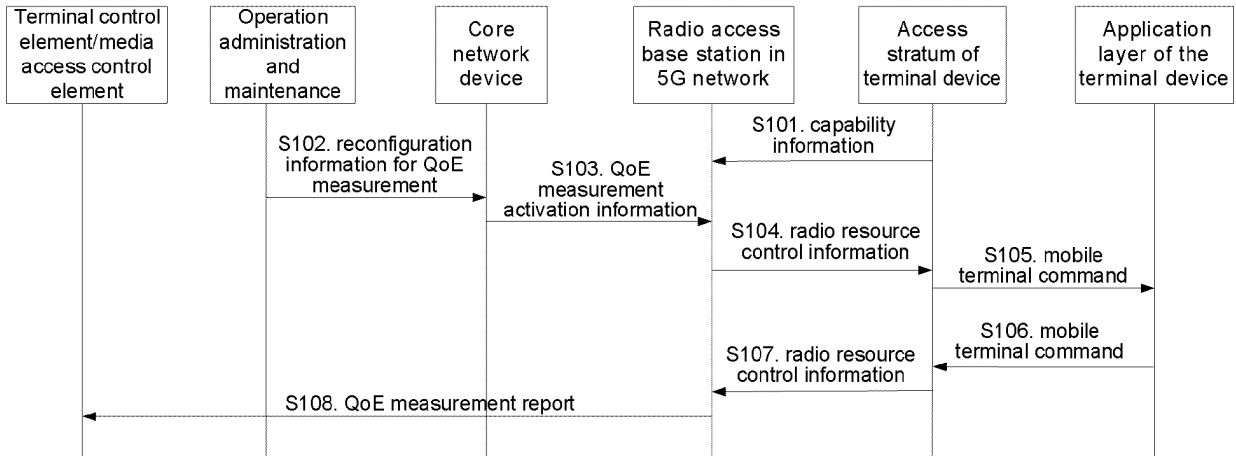 Terminal control
element/media
access control
element
Operation
administration
and
maintenance
Core
network
device
Radio access
base station in
5G network
Access
stratum of
terminal device
Application
layer of the
terminal device
S101. capability
information
S102. reconfiguration
information for QoE
measurement
S103. QoE
measurement
activation information
S104. radio resource
control information
S105. mobile
terminal command
S106. mobile
terminal command
S107. radio resource
control information
S108. QoE measurement report